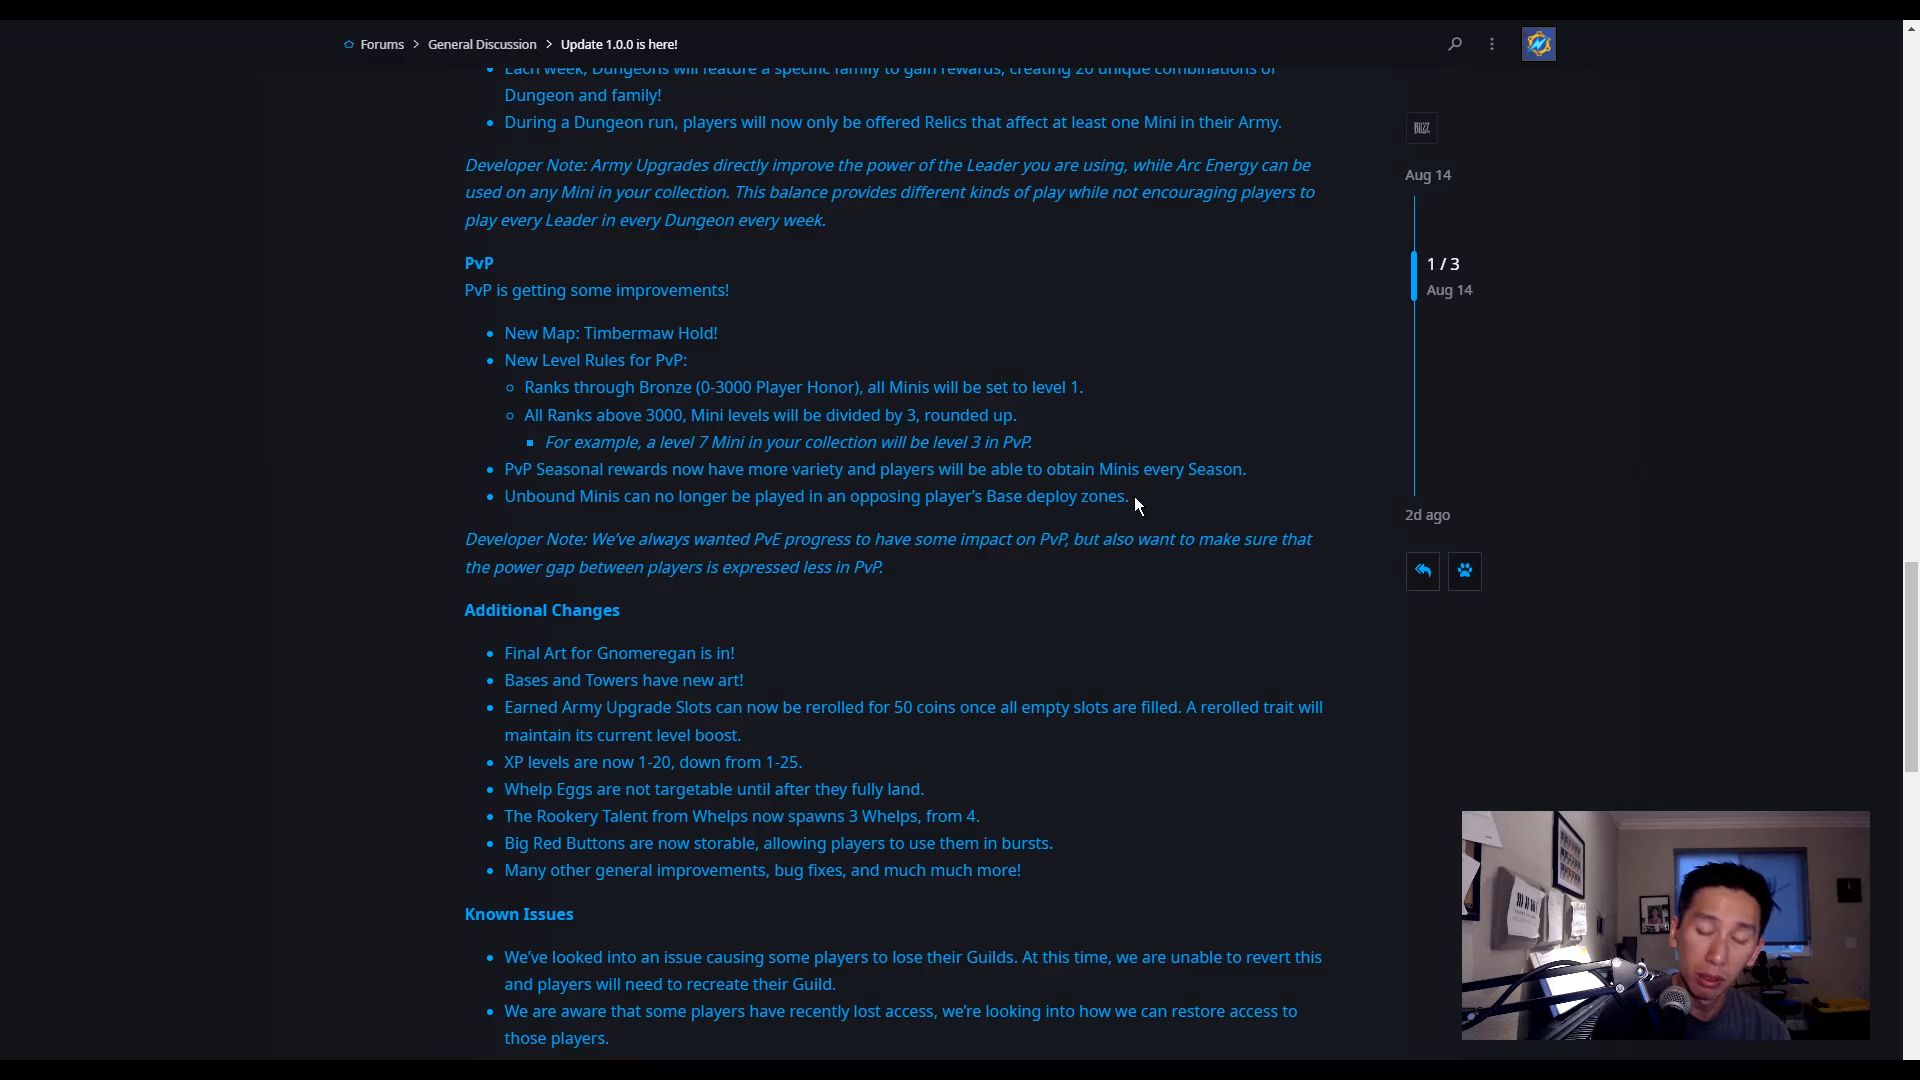 Forums > General Discussion > Update 1.0.0 is here!
Each week, Dungeons will feature a specific family to gain rewards, creating 20 unique combinations of
Dungeon and family!
During a Dungeon run, players will now only be offered Relics that affect at least one Mini in their Army.
BLIZZ
Aug 14
Developer Note: Army Upgrades directly improve the power of the Leader you are using, while Arc Energy can be
used on any Mini in your collection. This balance provides different kinds of play while not encouraging players to
play every Leader in every Dungeon every week.
PvP
1 / 3
PvP is getting some improvements!
Aug 14
New Map: Timbermaw Hold!
New Level Rules for PvP:
Ranks through Bronze (0-3000 Player Honor), all Minis will be set to level 1.
All Ranks above 3000, Mini levels will be divided by 3, rounded up.
For example, a level 7 Mini in your collection will be level 3 in PvP.
PvP Seasonal rewards now have more variety and players will be able to obtain Minis every Season.
Unbound Minis can no longer be played in an opposing player’s Base deploy zones.
2d ago
Developer Note: We’ve always wanted PvE progress to have some impact on PvP, but also want to make sure that
the power gap between players is expressed less in PvP.
Additional Changes
Final Art for Gnomeregan is in!
Bases and Towers have new art!
Earned Army Upgrade Slots can now be rerolled for 50 coins once all empty slots are filled. A rerolled trait will
maintain its current level boost.
XP levels are now 1-20, down from 1-25.
Whelp Eggs are not targetable until after they fully land.
The Rookery Talent from Whelps now spawns 3 Whelps, from 4.
Big Red Buttons are now storable, allowing players to use them in bursts.
Many other general improvements, bug fixes, and much much more!
Known Issues
We’ve looked into an issue causing some players to lose their Guilds. At this time, we are unable to revert this
and players will need to recreate their Guild.
We are aware that some players have recently lost access, we’re looking into how we can restore access to
those players.